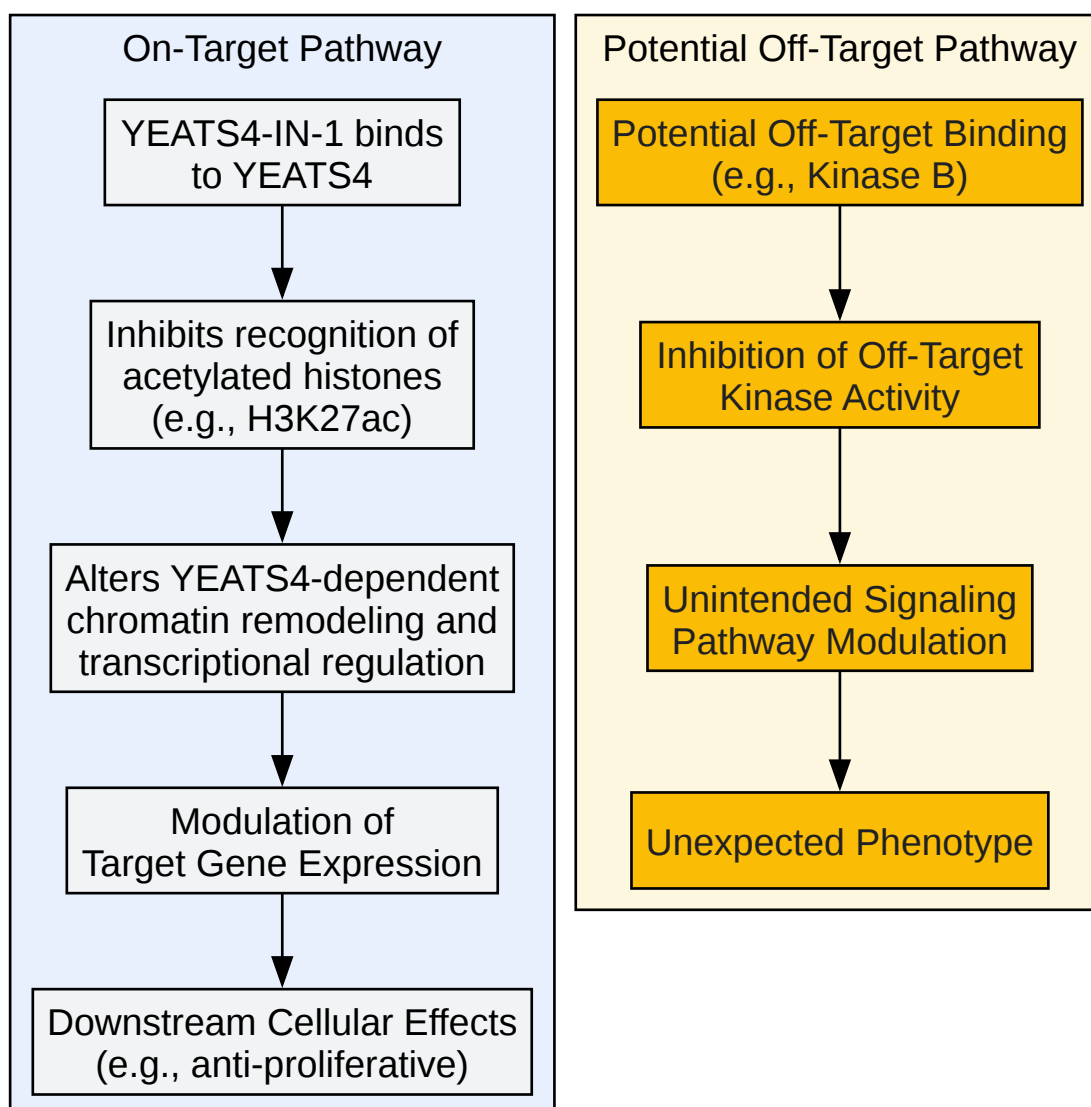 On-Target Pathway
YEATS4-IN-1 binds
to YEATS4
Inhibits recognition of
acetylated histones
(e.g., H3K27ac)
Alters YEATS4-dependent
chromatin remodeling and
transcriptional regulation
Modulation of
Target Gene Expression
Downstream Cellular Effects
(e.g., anti-proliferative)
Potential Off-Target Pathway
Potential Off-Target Binding
(e.g., Kinase B)
Inhibition of Off-Target
Kinase Activity
Unintended Signaling
Pathway Modulation
Unexpected Phenotype